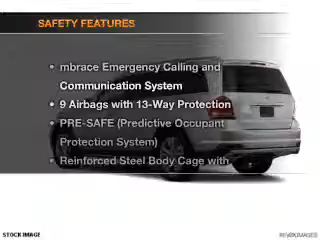 SAFETY FEATURES
• mbrace Emergency Calling and
Communication System
• 9 Airbags with 13-Way Protection
• PRE-SAFE (Predictive Occupant
Protection System)
• Reinforced Steel Body Cage with
STOCK IMAGE